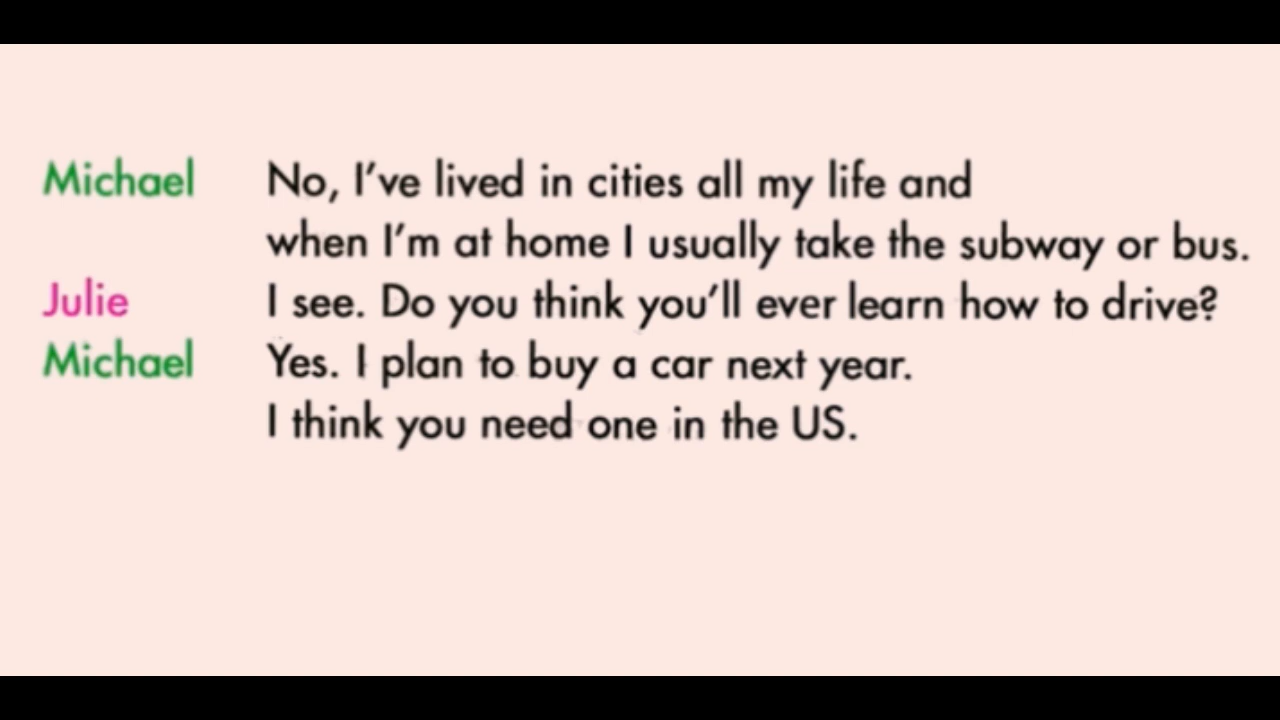 Michael No, I've lived in cities all my life and
when I'm at home I usually take the subway or bus.
Julie I see. Do you think you'll ever learn how to drive?
Michael Yes. I plan to buy a car next year.
I think you need one in the US.